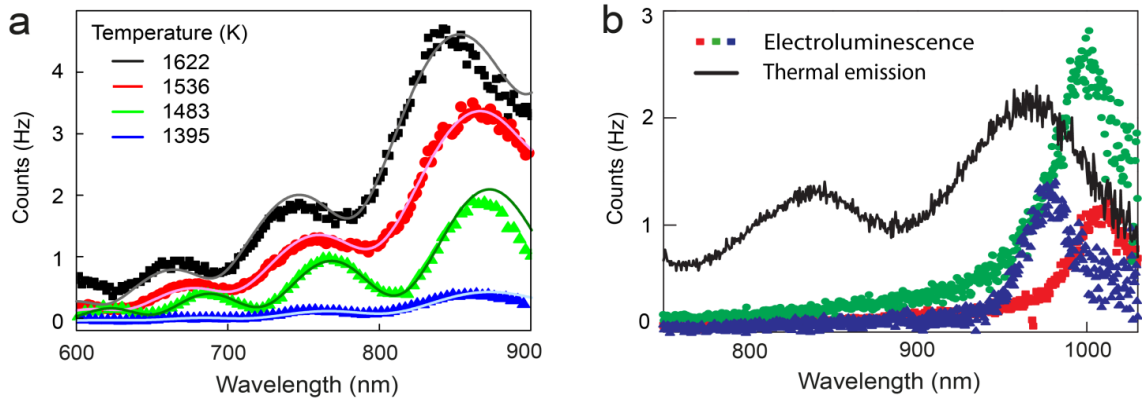 a
Temperature (K)
1622
1536
1483
1395
Counts (Hz)
4
3
2
1
0
600
700
800
900
Wavelength (nm)
b
Electroluminescence
Thermal emission
Counts (Hz)
3
2
1
0
800
900
1000
Wavelength (nm)